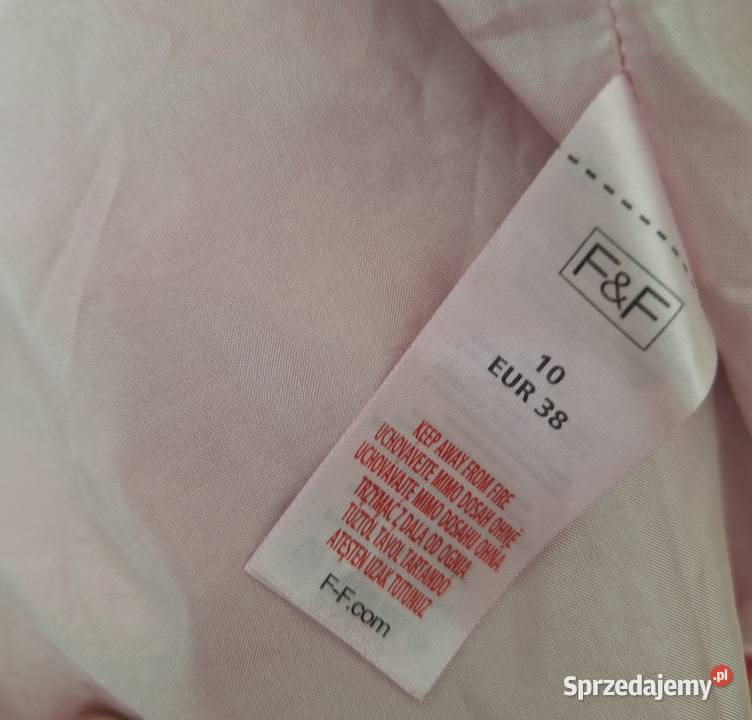 F&F
10
EUR 38
KEEP AWAY FROM FIRE
UCHOVÁVEJTE MIMO DOSAH OHNĚ
UCHOVÁVAJTE MIMO DOSAHU OHŇA
TRZYMAĆ Z DALA OD OGNIA
TŰZTŐL TÁVOL TARTANDÓ
ATEŞTEN UZAK TUTUNUZ
F-F.com
Sprzedajemy.pl